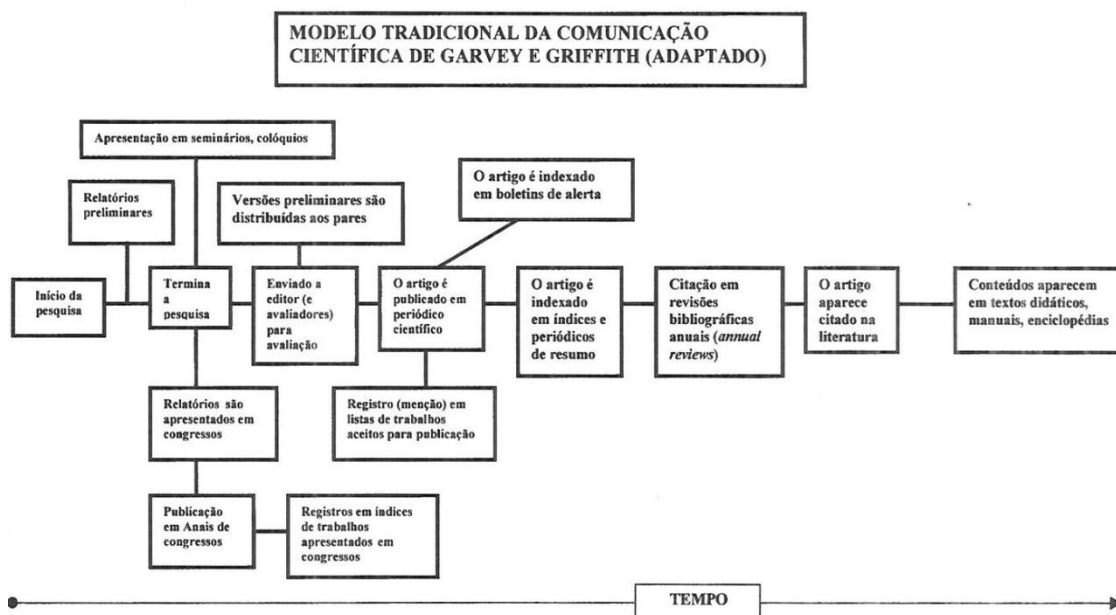 MODELO TRADICIONAL DA COMUNICAÇÃO
CIENTÍFICA DE GARVEY E GRIFFITH (ADAPTADO)
Apresentação em seminários, colóquios
Relatórios
preliminares
Versões preliminares são
distribuídas aos pares
O artigo é indexado
em boletins de alerta
Início da
pesquisa
Termina
a
pesquisa
Enviado a
editor (e
avaliadores)
para
avaliação
O artigo é
publicado em
periódico
científico
O artigo é
indexado
em índices e
periódicos
de resumo
Citação em
revisões
bibliográficas
anuais (annual
reviews)
O artigo
aparece
citado na
literatura
Conteúdos aparecem
em textos didáticos,
manuais, enciclopédias
Relatórios são
apresentados em
congressos
Registro (menção) em
listas de trabalhos
aceitos para publicação
Publicação
em Anais de
congressos
Registros em índices
de trabalhos
apresentados em
congressos
TEMPO